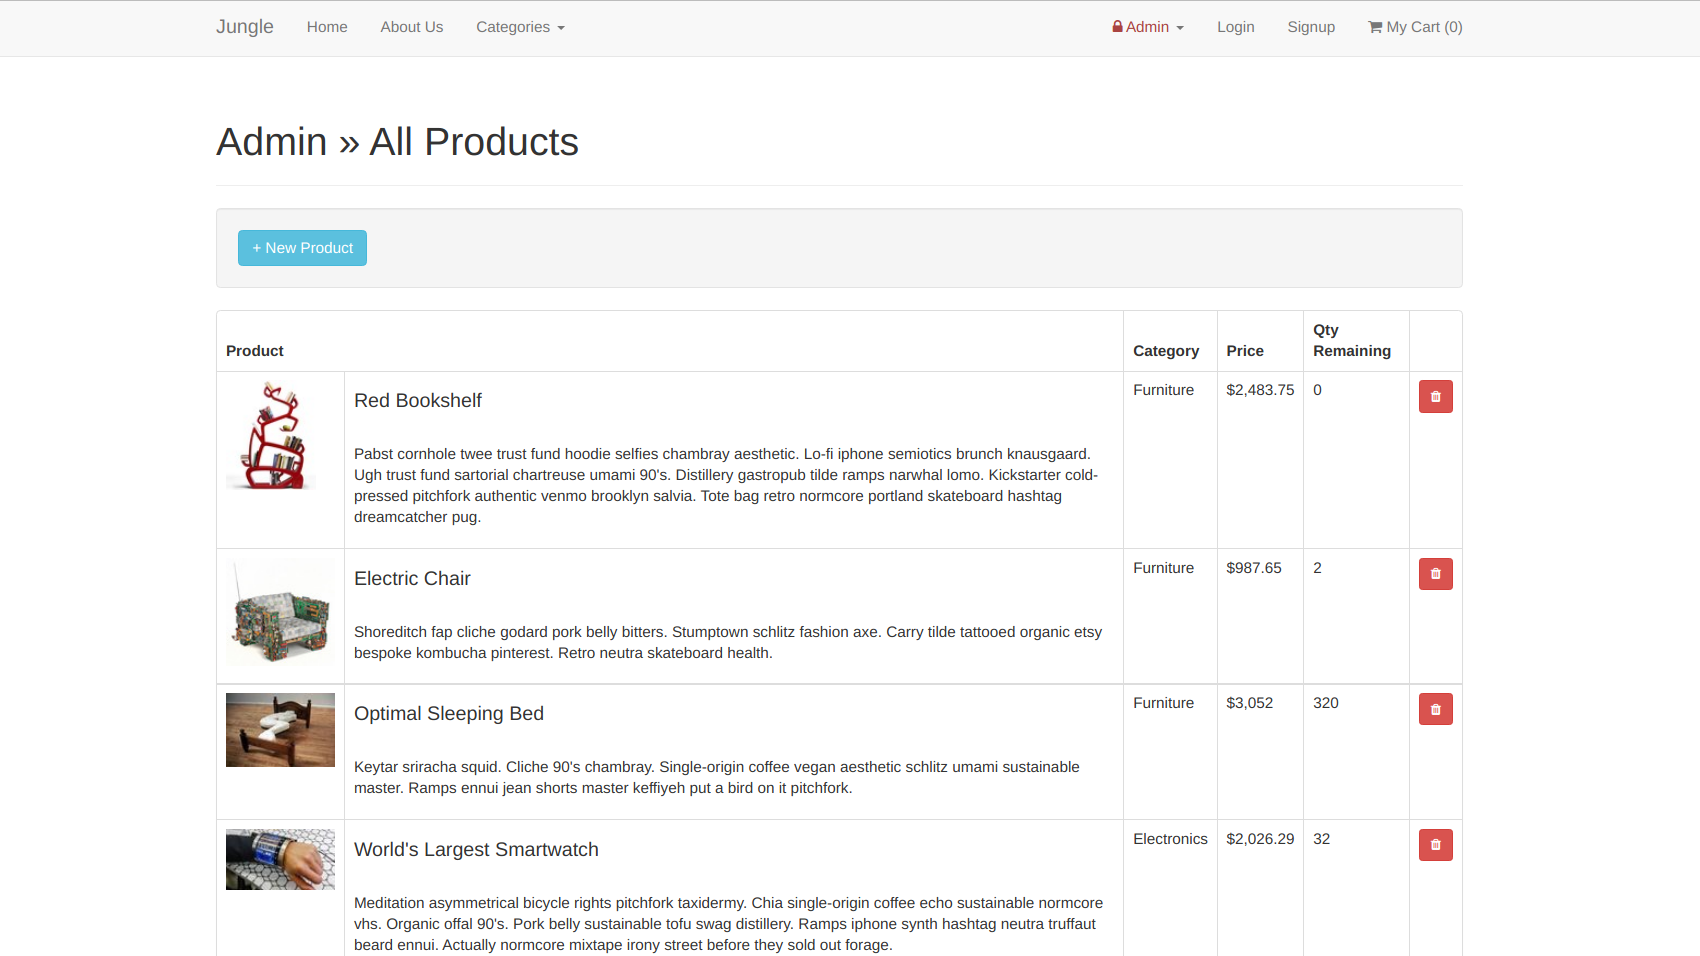 Jungle Home About Us Categories Admin Login Signup My Cart (0)
Admin » All Products
+ New Product
Product Category Price Qty Remaining
Red Bookshelf Furniture $2,483.75 0
Pabst cornhole twee trust fund hoodie selfies chambray aesthetic. Lo-fi iphone semiotics brunch knausgaard.
Ugh trust fund sartorial chartreuse umami 90's. Distillery gastropub tilde ramps narwhal lomo. Kickstarter cold-
pressed pitchfork authentic venmo brooklyn salvia. Tote bag retro normcore portland skateboard hashtag
dreamcatcher pug.
Electric Chair Furniture $987.65 2
Shoreditch fap cliche godard pork belly bitters. Stumptown schlitz fashion axe. Carry tilde tattooed organic etsy
bespoke kombucha pinterest. Retro neutra skateboard health.
Optimal Sleeping Bed Furniture $3,052 320
Keytar sriracha squid. Cliche 90's chambray. Single-origin coffee vegan aesthetic schlitz umami sustainable
master. Ramps ennui jean shorts master keffiyeh put a bird on it pitchfork.
World's Largest Smartwatch Electronics $2,026.29 32
Meditation asymmetrical bicycle rights pitchfork taxidermy. Chia single-origin coffee echo sustainable normcore
vhs. Organic offal 90's. Pork belly sustainable tofu swag distillery. Ramps iphone synth hashtag neutra truffaut
beard ennui. Actually normcore mixtape irony street before they sold out forage.